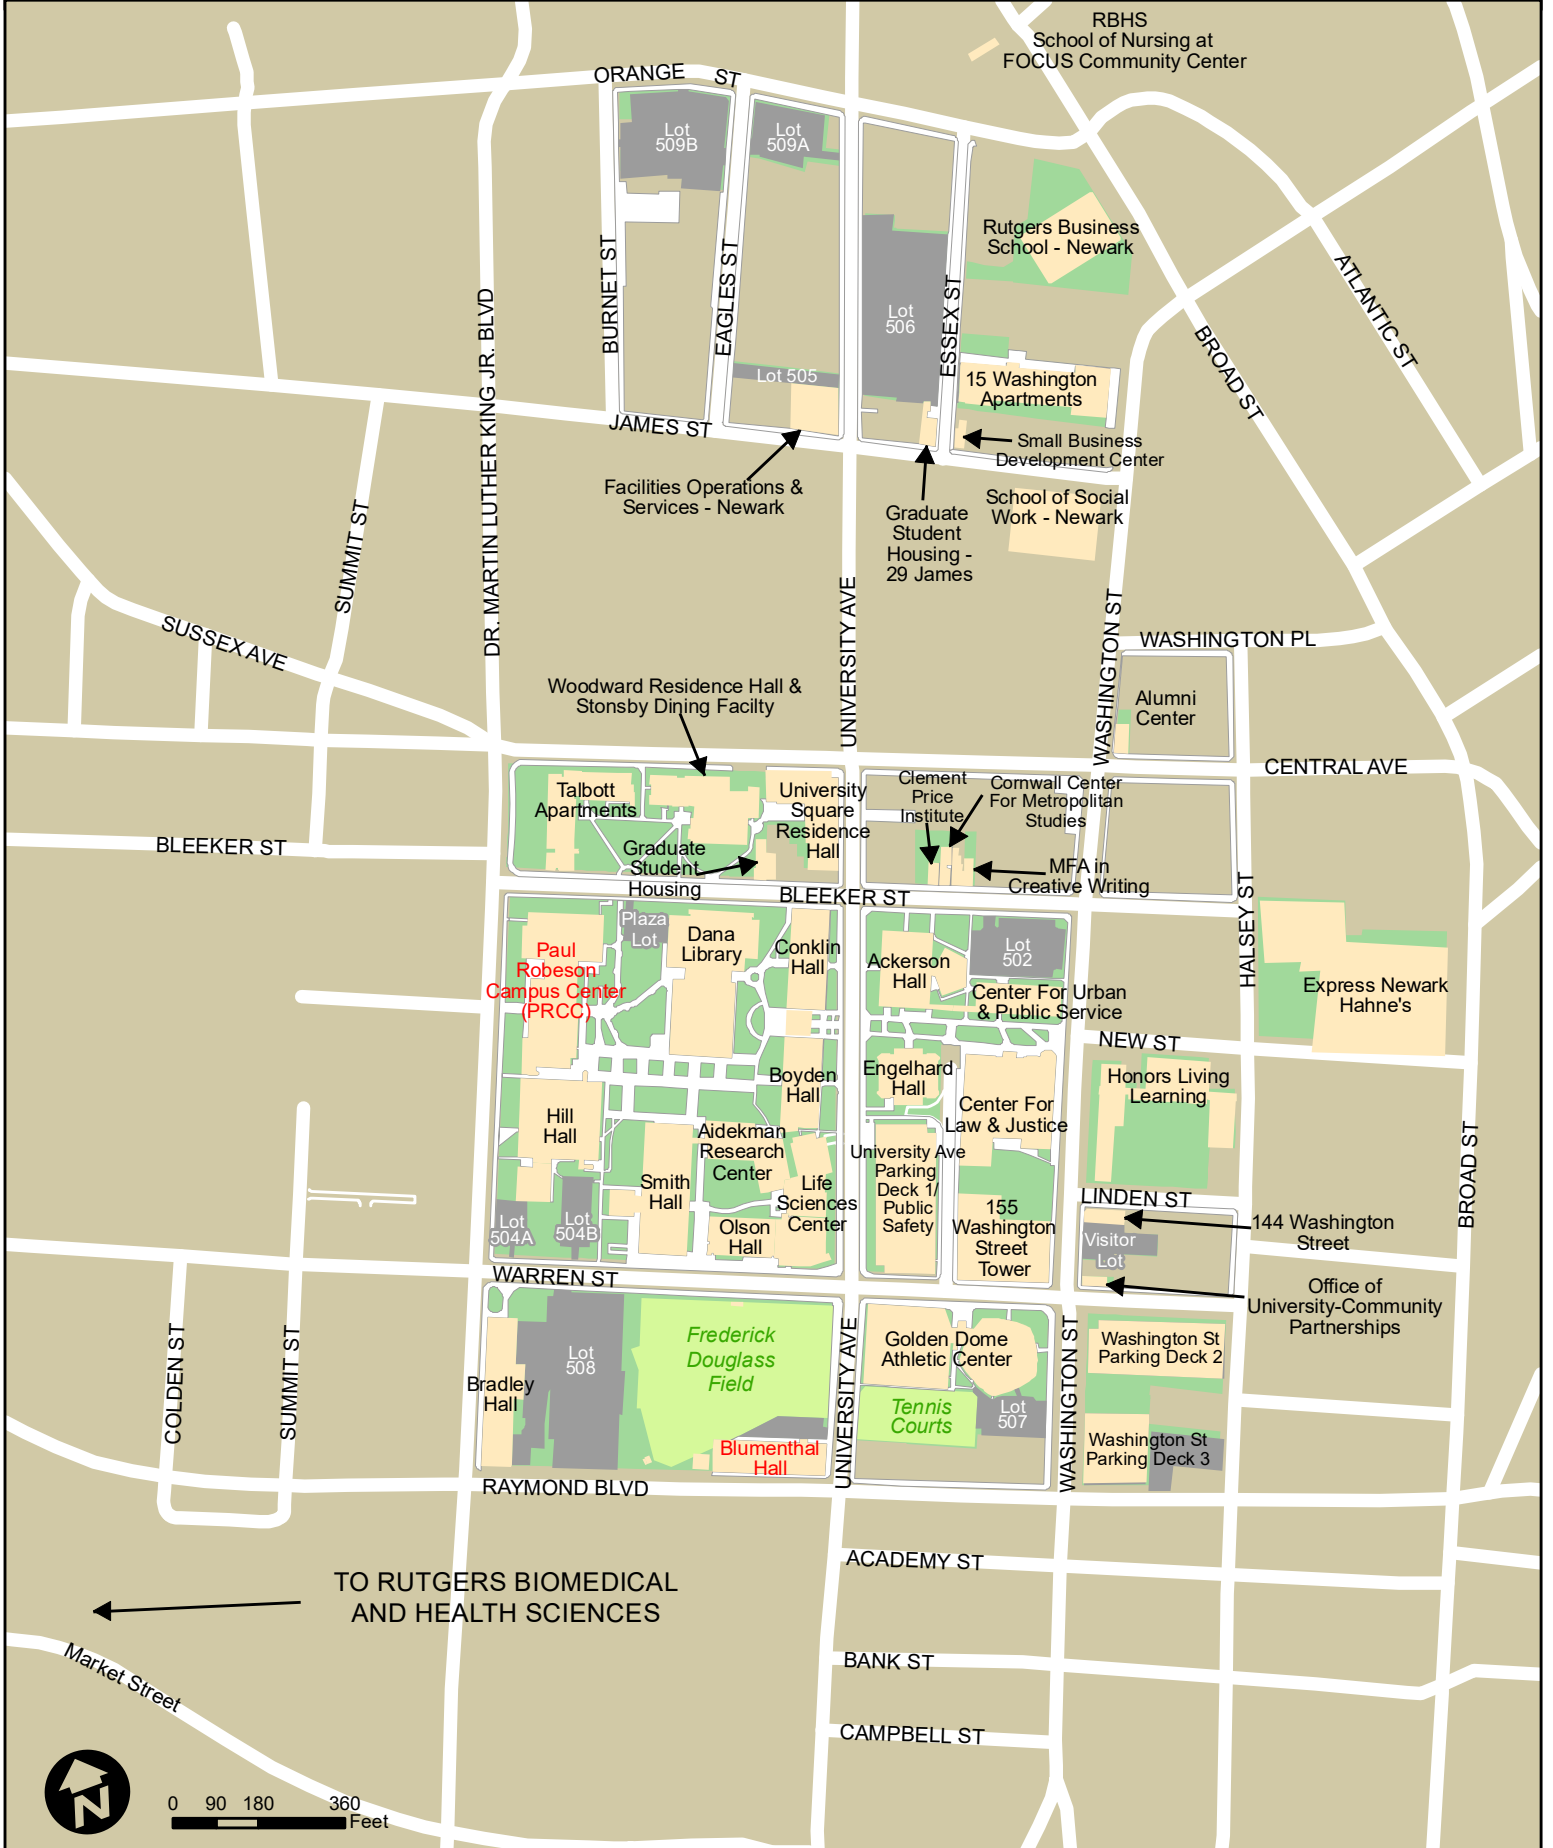 RBHS
School of Nursing at
FOCUS Community Center
ORANGE ST
Lot
509B
Lot
509A
Rutgers Business
School - Newark
BURNET ST
EAGLES ST
ESSEX ST
Lot
506
ATLANTIC ST
BROAD ST
DR. MARTIN LUTHER KING JR. BLVD
Lot 505
15 Washington
Apartments
JAMES ST
Small Business
Development Center
Facilities Operations &
Services - Newark
School of Social
Work - Newark
Graduate
Student
Housing -
29 James
SUMMIT ST
SUSSEX AVE
UNIVERSITY AVE
WASHINGTON ST
WASHINGTON PL
Woodward Residence Hall &
Stonsby Dining Facilty
Alumni
Center
CENTRAL AVE
Talbott
Apartments
University
Square
Residence
Hall
Clement
Price
Institute
Cornwall Center
For Metropolitan
Studies
BLEEKER ST
Graduate
Student
Housing
MFA in
Creative Writing
BLEEKER ST
HALSEY ST
Plaza
Lot
Dana
Library
Conklin
Hall
Ackerson
Hall
Lot
502
Paul
Robeson
Campus Center
(PRCC)
Center For Urban
& Public Service
Express Newark
Hahne's
NEW ST
Boyden
Hall
Engelhard
Hall
Honors Living
Learning
Hill
Hall
Center For
Law & Justice
Aidekman
Research
Center
University Ave
Parking
Deck 1/
Public
Safety
BROAD ST
Smith
Hall
Life
Sciences
Center
LINDEN ST
Lot
504A
Lot
504B
Olson
Hall
155
Washington
Street
Tower
144 Washington
Street
Visitor
Lot
WARREN ST
Office of
University-Community
Partnerships
COLDEN ST
SUMMIT ST
Lot
508
Frederick
Douglass
Field
UNIVERSITY AVE
Golden Dome
Athletic Center
WASHINGTON ST
Washington St
Parking Deck 2
Bradley
Hall
Tennis
Courts
Lot
507
Blumenthal
Hall
Washington St
Parking Deck 3
RAYMOND BLVD
ACADEMY ST
TO RUTGERS BIOMEDICAL
AND HEALTH SCIENCES
Market Street
BANK ST
CAMPBELL ST
N
0 90 180 360
Feet